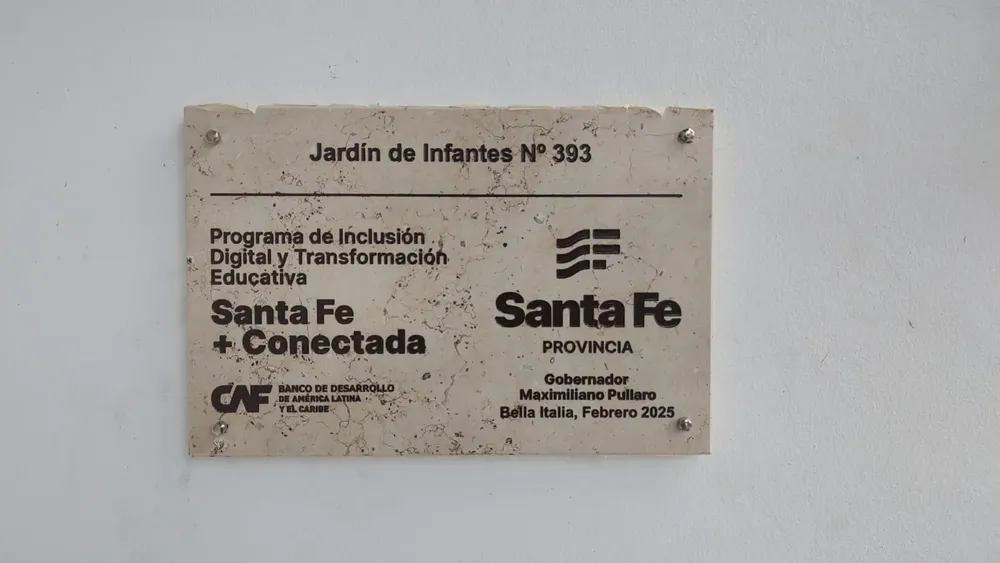 Jardín de Infantes Nº 393
Programa de Inclusión
Digital y Transformación
Educativa
Santa Fe
+ Conectada
CAF BANCO DE DESARROLLO
DE AMÉRICA LATINA
Y EL CARIBE
Santa Fe
PROVINCIA
Gobernador
Maximiliano Pullaro
Bella Italia, Febrero 2025